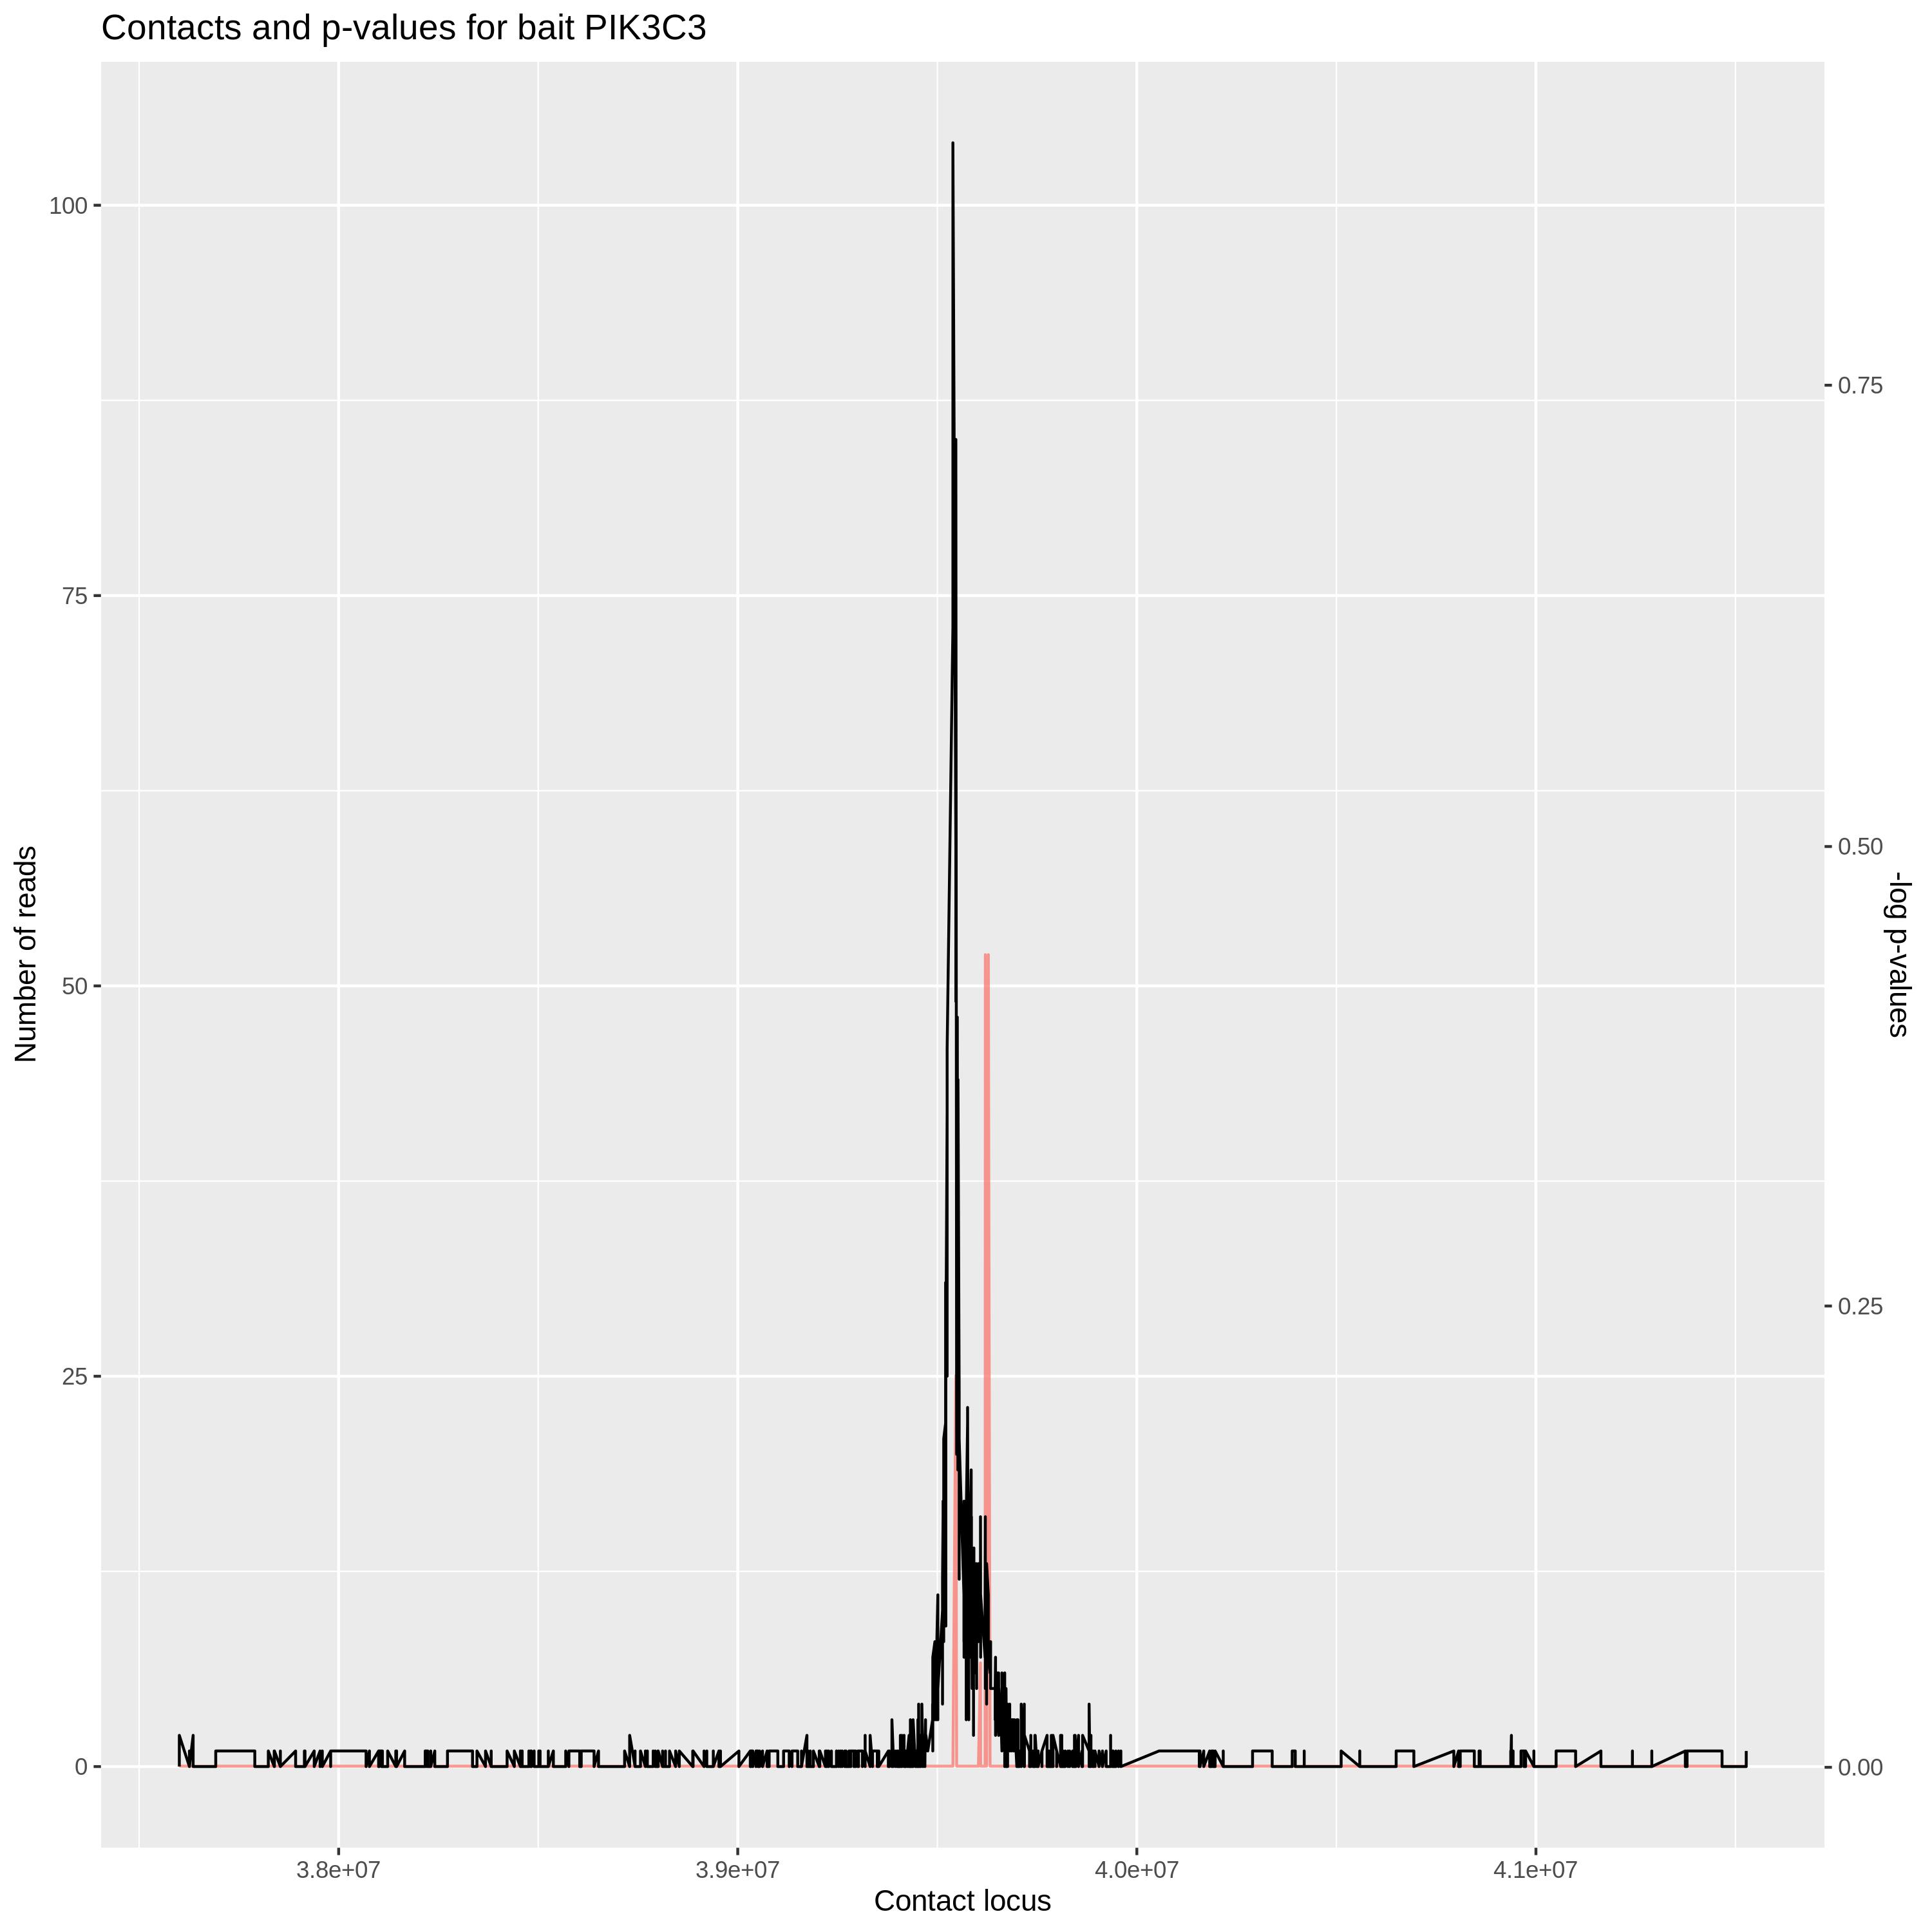 Contacts and p-values for bait PIK3C3
100
75
50
25
0
Number of reads
0.75
0.50
0.25
0.00
-log p-values
3.8e+07
3.9e+07
4.0e+07
4.1e+07
Contact locus